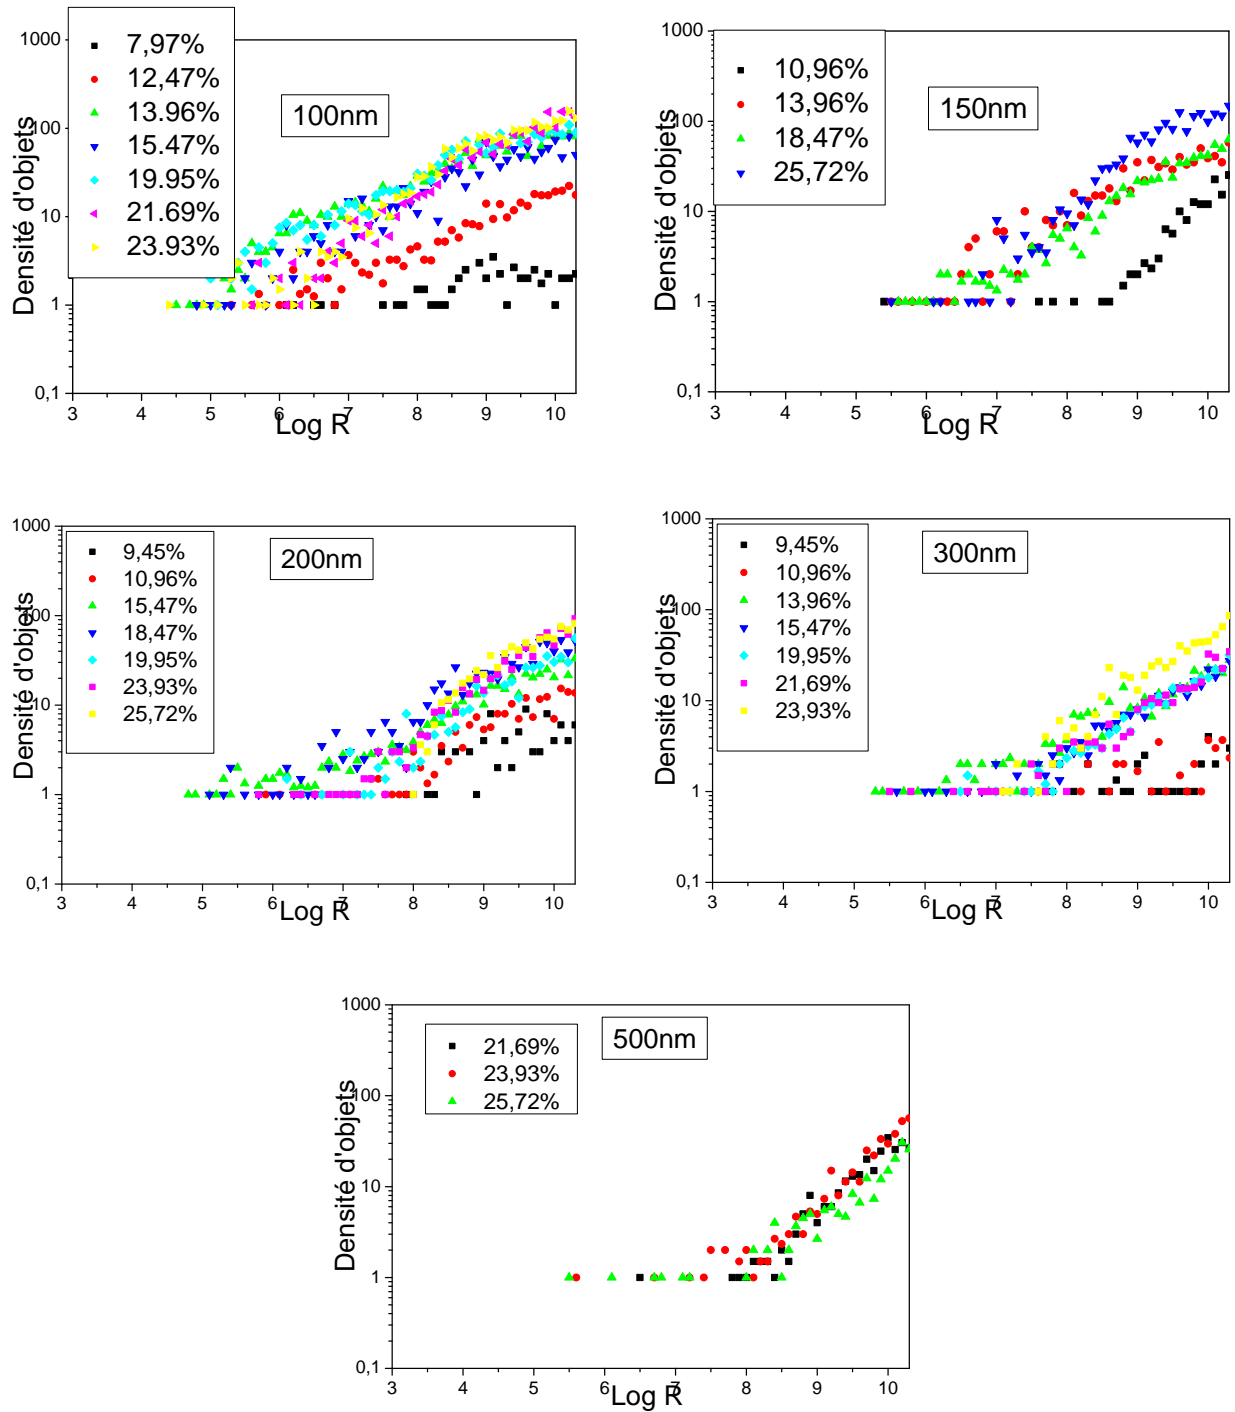 7,97%
12,47%
13.96%
15.47%
19.95%
21.69%
23.93%
100nm
Densité d'objets
1000
100
10
1
0,1
3 4 5 6 7 8 9 10
Log R
10,96%
13,96%
18,47%
25,72%
150nm
Densité d'objets
1000
100
10
1
0,1
3 4 5 6 7 8 9 10
Log R
9,45%
10,96%
15,47%
18,47%
19,95%
23,93%
25,72%
200nm
Densité d'objets
1000
100
10
1
0,1
3 4 5 6 7 8 9 10
Log R
9,45%
10,96%
13,96%
15,47%
19,95%
21,69%
23,93%
300nm
Densité d'objets
1000
100
10
1
0,1
3 4 5 6 7 8 9 10
Log R
21,69%
23,93%
25,72%
500nm
Densité d'objets
1000
100
10
1
0,1
3 4 5 6 7 8 9 10
Log R